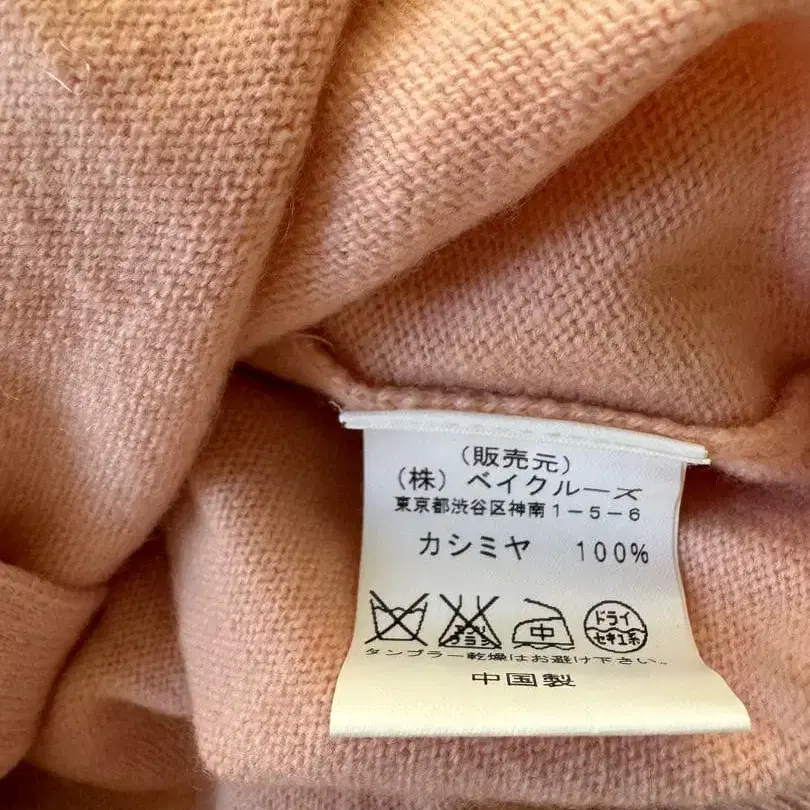 (販売元)
(株) ベイクルーズ
東京都渋谷区神南1-5-6
カシミヤ 100%
中 ドライ
セキユ系
タンブラー乾燥はお避け下さい。
中国製